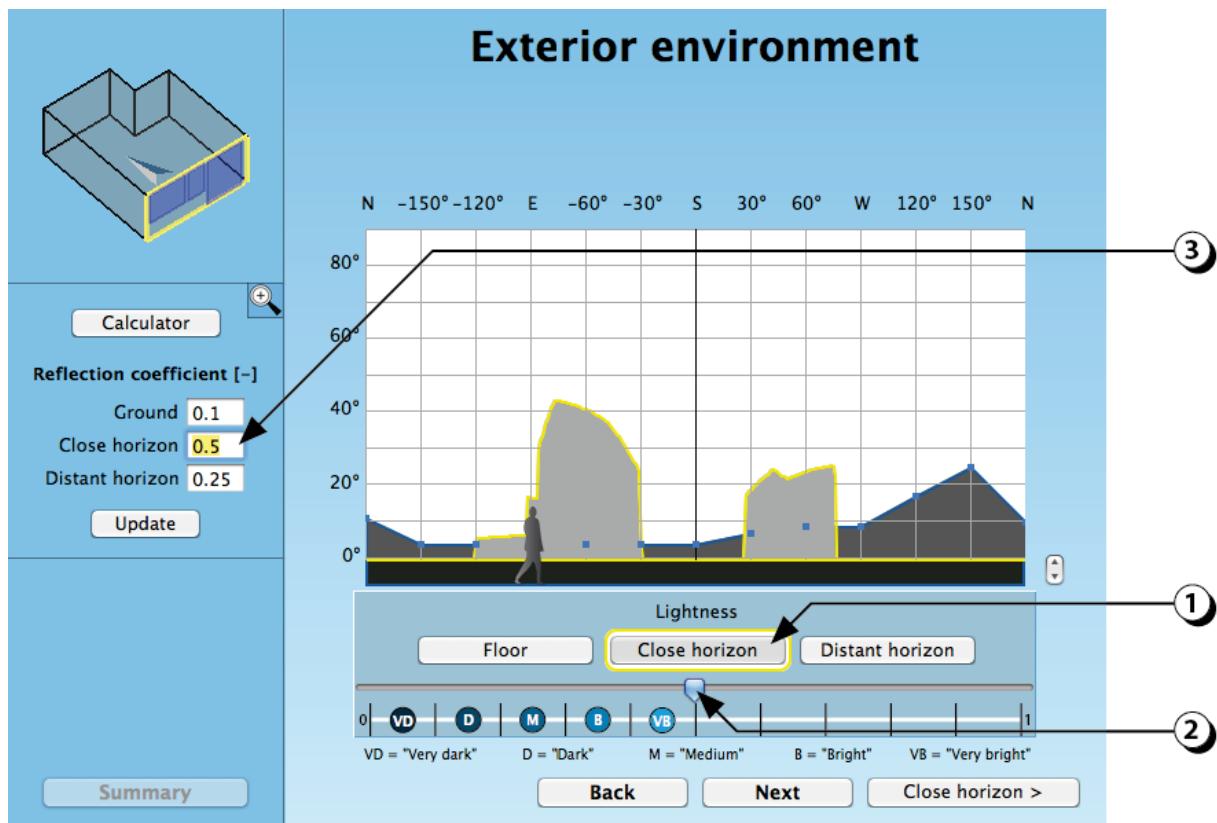 Exterior environment
N −150° −120° E −60° −30° S 30° 60° W 120° 150° N
80°
60°
40°
20°
0°
3
Calculator
Reflection coefficient [−]
Ground 0.1
Close horizon 0.5
Distant horizon 0.25
Update
1
Lightness
Floor Close horizon Distant horizon
0 VD D M B VB 1
2
VD = "Very dark" D = "Dark" M = "Medium" B = "Bright" VB = "Very bright"
Summary Back Next Close horizon >